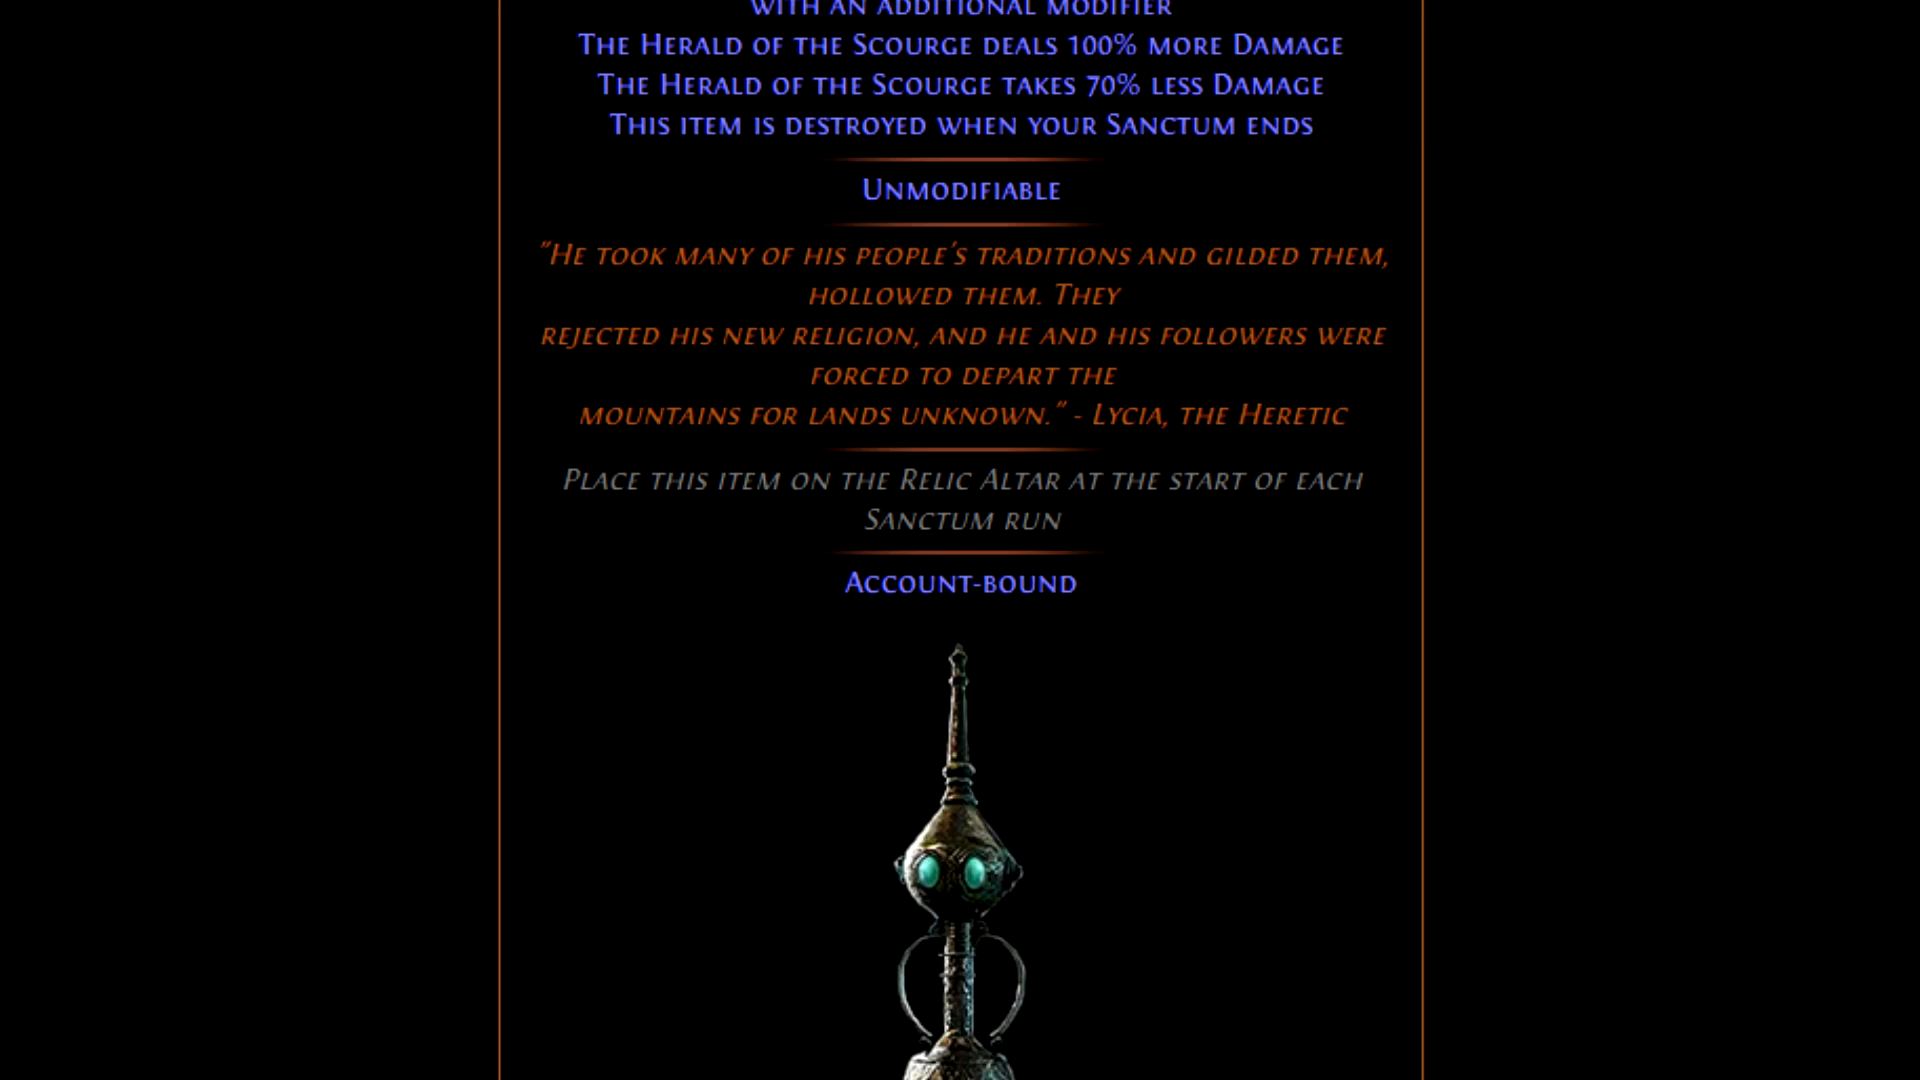 WITH AN ADDITIONAL MODIFIER
THE HERALD OF THE SCOURGE DEALS 100% MORE DAMAGE
THE HERALD OF THE SCOURGE TAKES 70% LESS DAMAGE
THIS ITEM IS DESTROYED WHEN YOUR SANCTUM ENDS
UNMODIFIABLE
"HE TOOK MANY OF HIS PEOPLE'S TRADITIONS AND GILDED THEM,
HOLLOWED THEM. THEY
REJECTED HIS NEW RELIGION, AND HE AND HIS FOLLOWERS WERE
FORCED TO DEPART THE
MOUNTAINS FOR LANDS UNKNOWN." - LYCIA, THE HERETIC
PLACE THIS ITEM ON THE RELIC ALTAR AT THE START OF EACH
SANCTUM RUN
ACCOUNT-BOUND